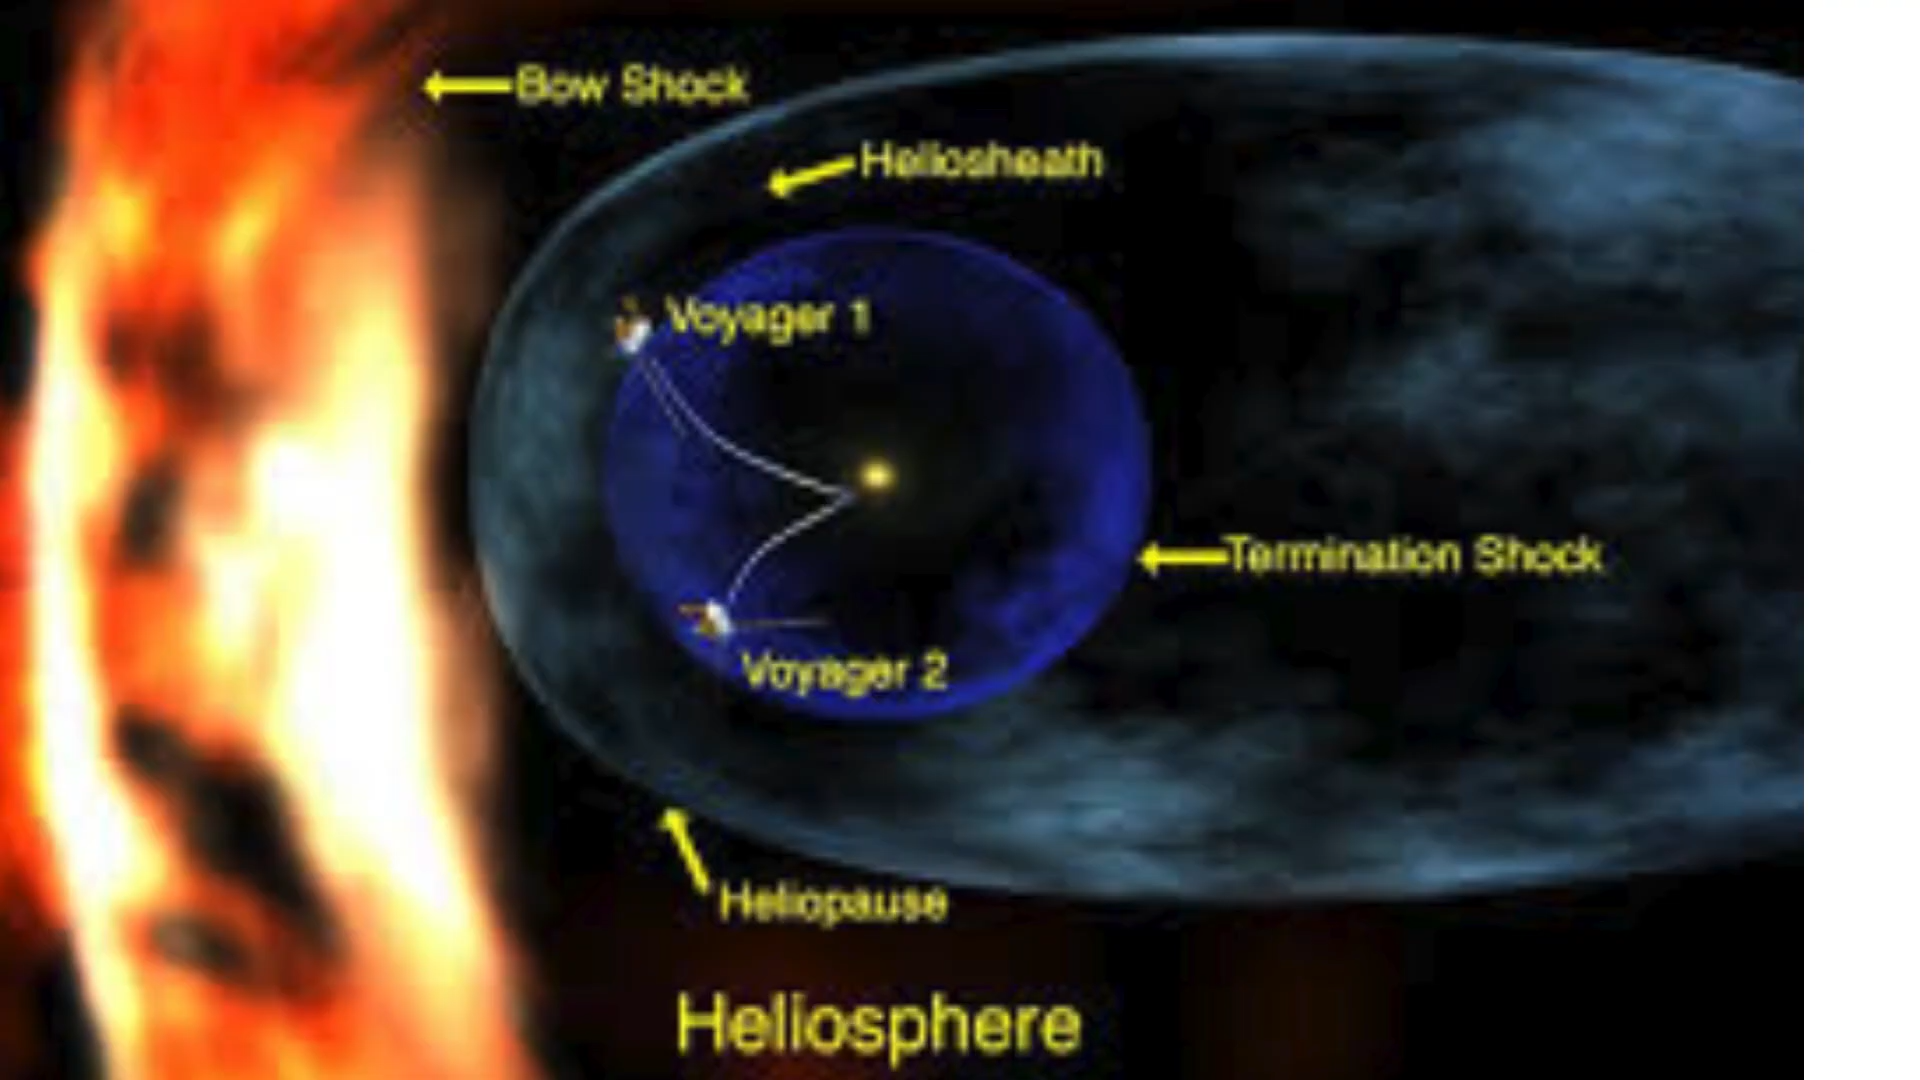 Bow Shock
Heliosheath
Voyager 1
Termination Shock
Voyager 2
Heliopause
Heliosphere